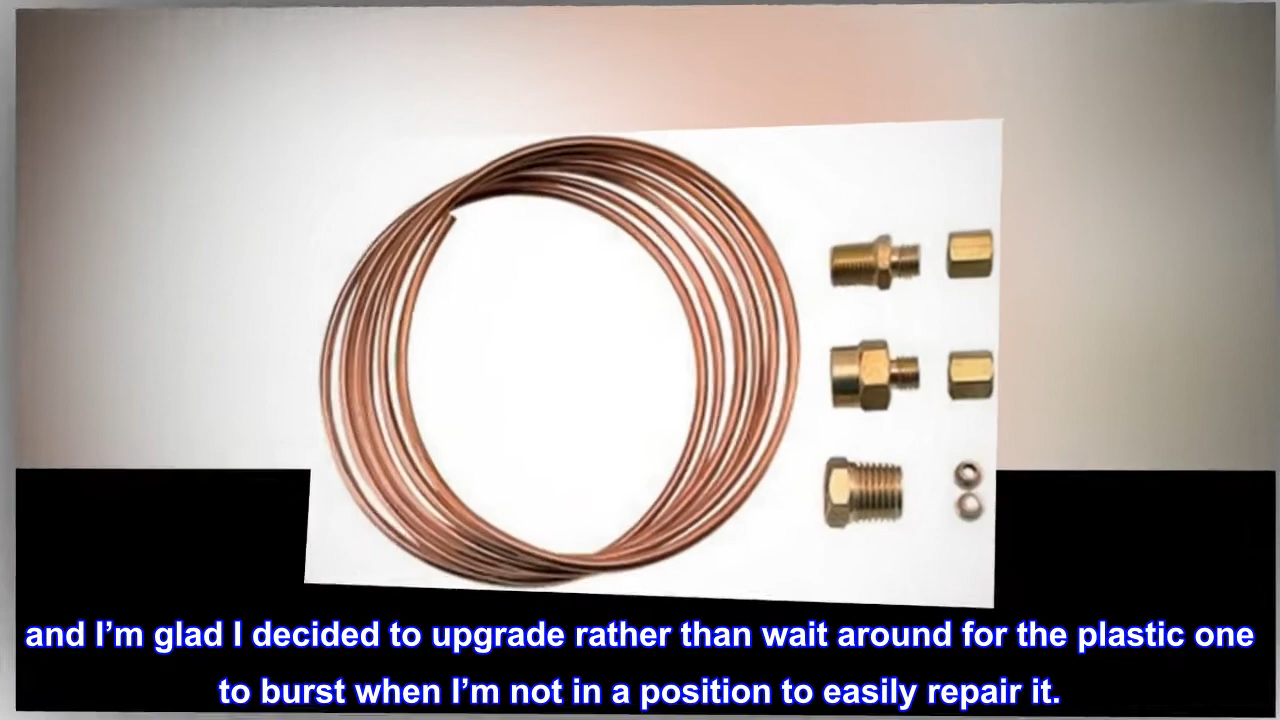 and I’m glad I decided to upgrade rather than wait around for the plastic one
to burst when I’m not in a position to easily repair it.